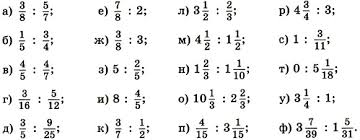 а) 3/8 : 5/7; е) 7/8 : 2; л) 3 1/2 : 2/3; р) 4 3/4 : 3;
б) 1/5 : 3/4; ж) 3/8 : 3; м) 4 1/2 : 1 1/2; с) 1 : 3/11;
в) 4/5 : 4/7; з) 5 : 2/5; н) 1 2/3 : 1 1/10; т) 0 : 5 1/18;
г) 3/16 : 5/12; и) 8 : 4/5; о) 10 1/3 : 2 2/3; у) 3 1/4 : 1;
д) 3/5 : 9/25; к) 3/7 : 1/2; п) 4/15 : 3 1/15; ф) 3 7/39 : 1 5/31.